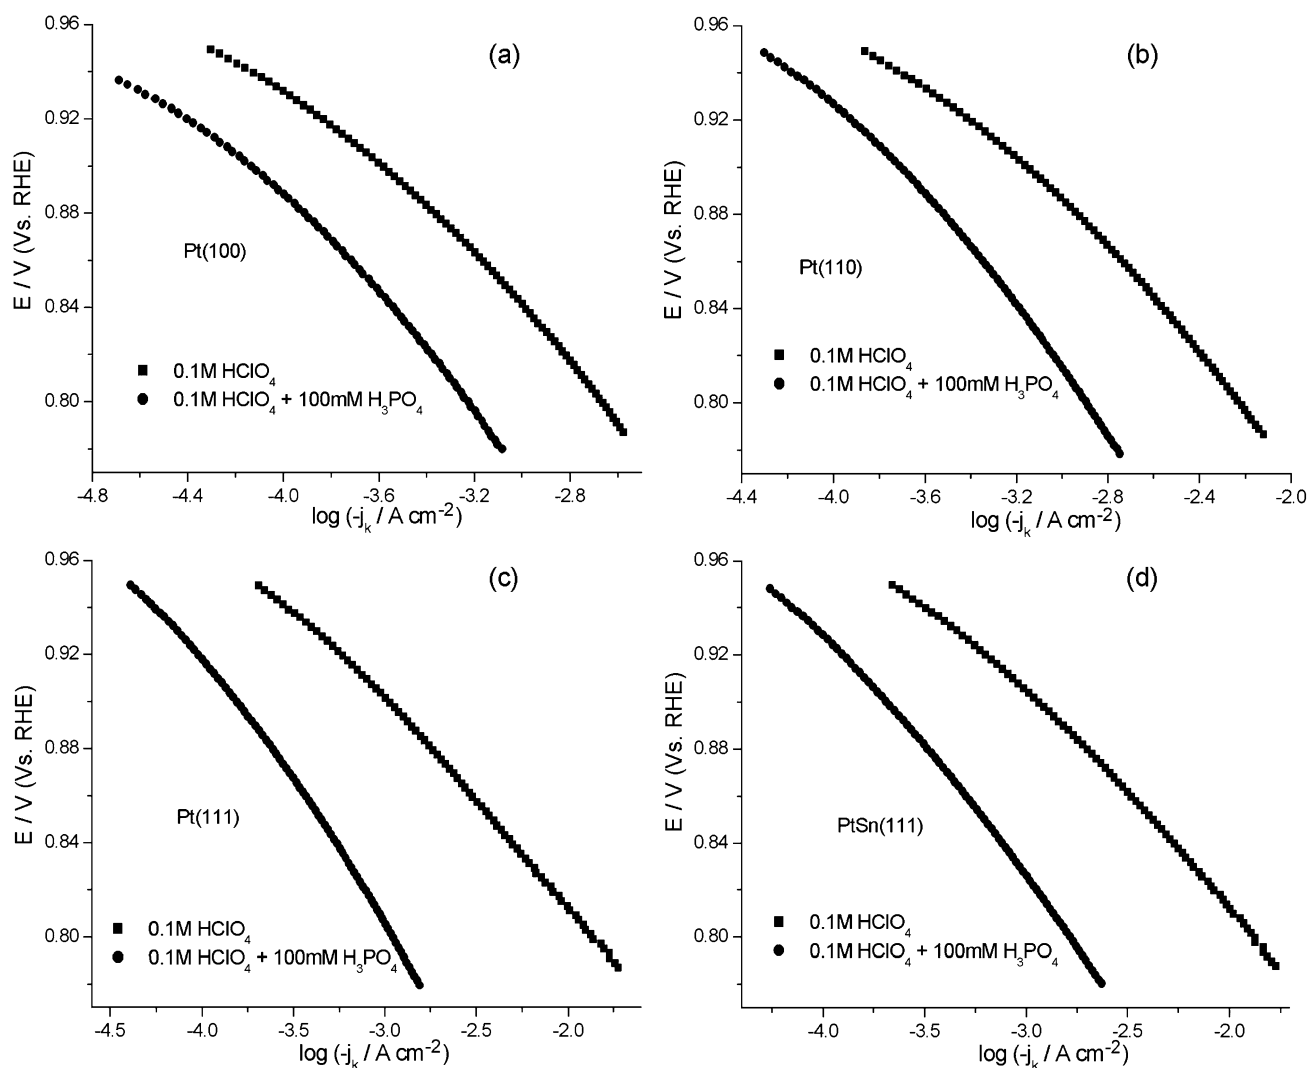 (a)
E / V (Vs. RHE)
0.96
0.92
0.88
0.84
0.80
Pt(100)
0.1M HClO₄
0.1M HClO₄ + 100mM H₃PO₄
-4.8 -4.4 -4.0 -3.6 -3.2 -2.8
log (-jₖ / A cm⁻²)
(b)
E / V (Vs. RHE)
0.96
0.92
0.88
0.84
0.80
Pt(110)
0.1M HClO₄
0.1M HClO₄ + 100mM H₃PO₄
-4.4 -4.0 -3.6 -3.2 -2.8 -2.4 -2.0
log (-jₖ / A cm⁻²)
(c)
E / V (Vs. RHE)
0.96
0.92
0.88
0.84
0.80
Pt(111)
0.1M HClO₄
0.1M HClO₄ + 100mM H₃PO₄
-4.5 -4.0 -3.5 -3.0 -2.5 -2.0
log (-jₖ / A cm⁻²)
(d)
E / V (Vs. RHE)
0.96
0.92
0.88
0.84
0.80
PtSn(111)
0.1M HClO₄
0.1M HClO₄ + 100mM H₃PO₄
-4.0 -3.5 -3.0 -2.5 -2.0
log (-jₖ / A cm⁻²)